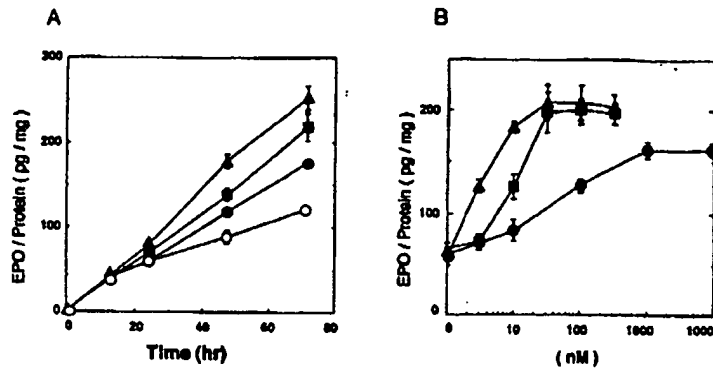 A
B
300
200
100
0
EPO / Protein ( pg / mg )
0 20 40 60 80
Time (hr)
200
100
0
EPO / Protein ( pg / mg )
0 10 100 1000 1000
( nM )